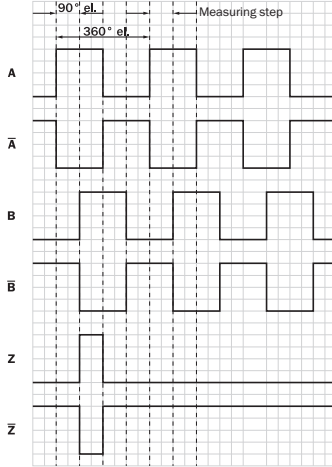 90° el.
Measuring step
360° el.
A
A̅
B
B̅
Z
Z̅